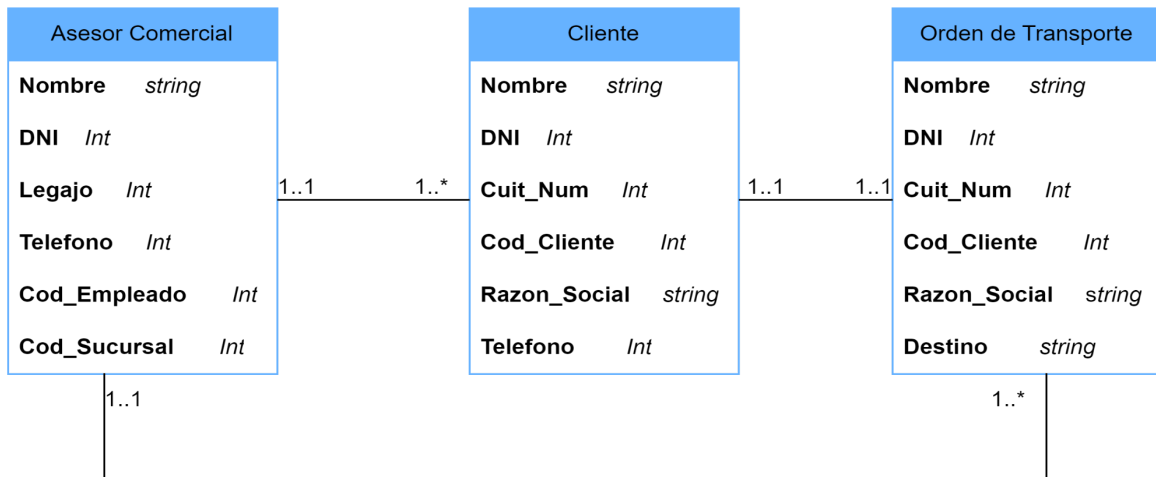 Asesor Comercial
Nombre string
DNI Int
Legajo Int
Telefono Int
Cod_Empleado Int
Cod_Sucursal Int
1..1
1..1
1..*
Cliente
Nombre string
DNI Int
Cuit_Num Int
Cod_Cliente Int
Razon_Social string
Telefono Int
1..1
1..1
Orden de Transporte
Nombre string
DNI Int
Cuit_Num Int
Cod_Cliente Int
Razon_Social string
Destino string
1..*